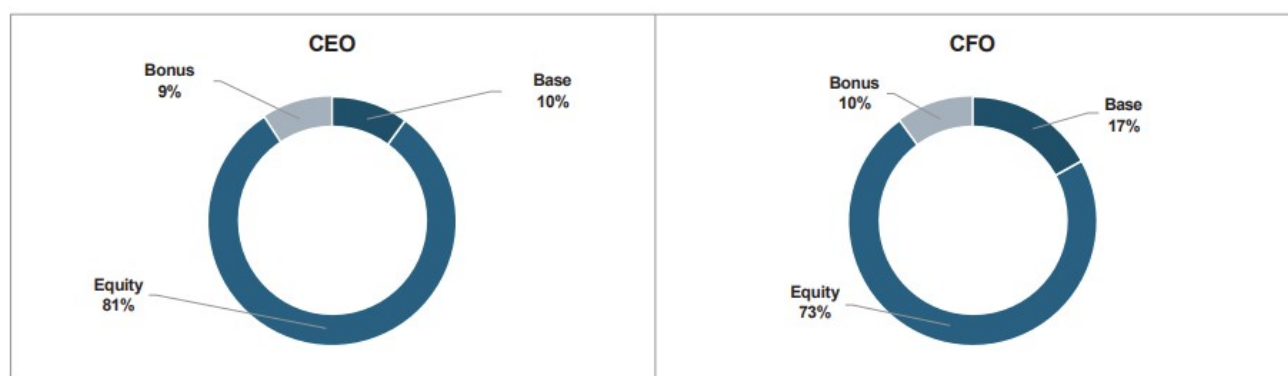 CEO
Bonus
9%
Base
10%
Equity
81%
CFO
Bonus
10%
Base
17%
Equity
73%